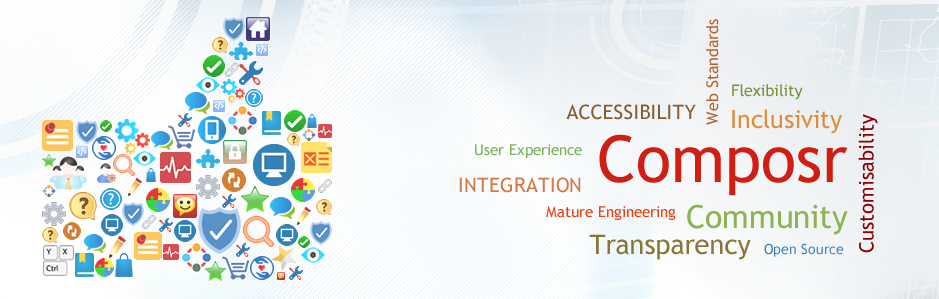 Web Standards
Flexibility
ACCESSIBILITY
Inclusivity
Customisability
User Experience
Composr
INTEGRATION
Mature Engineering
Community
Transparency
Open Source
Y X
Ctrl